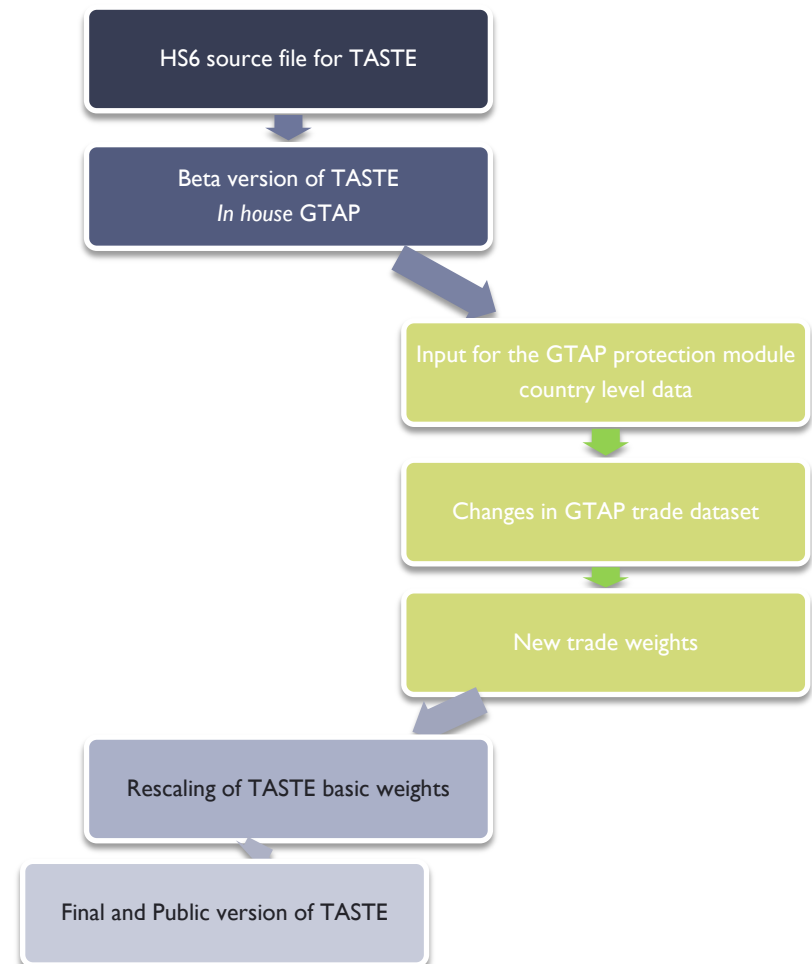 HS6 source file for TASTE
Beta version of TASTE
In house GTAP
Input for the GTAP protection module
country level data
Changes in GTAP trade dataset
New trade weights
Rescaling of TASTE basic weights
Final and Public version of TASTE